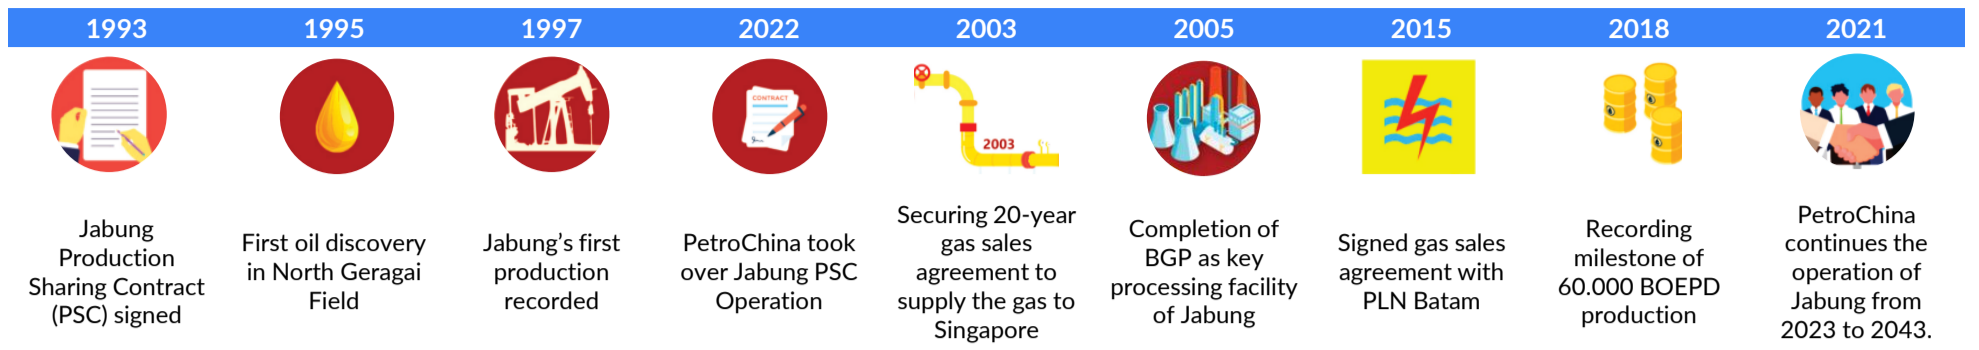 1993
1995
1997
2022
2003
2005
2015
2018
2021
CONTRACT
2003
Jabung
Production
Sharing Contract
(PSC) signed
First oil discovery
in North Geragai
Field
Jabung's first
production
recorded
PetroChina took
over Jabung PSC
Operation
Securing 20-year
gas sales
agreement to
supply the gas to
Singapore
Completion of
BGP as key
processing facility
of Jabung
Signed gas sales
agreement with
PLN Batam
Recording
milestone of
60.000 BOEPD
production
PetroChina
continues the
operation of
Jabung from
2023 to 2043.